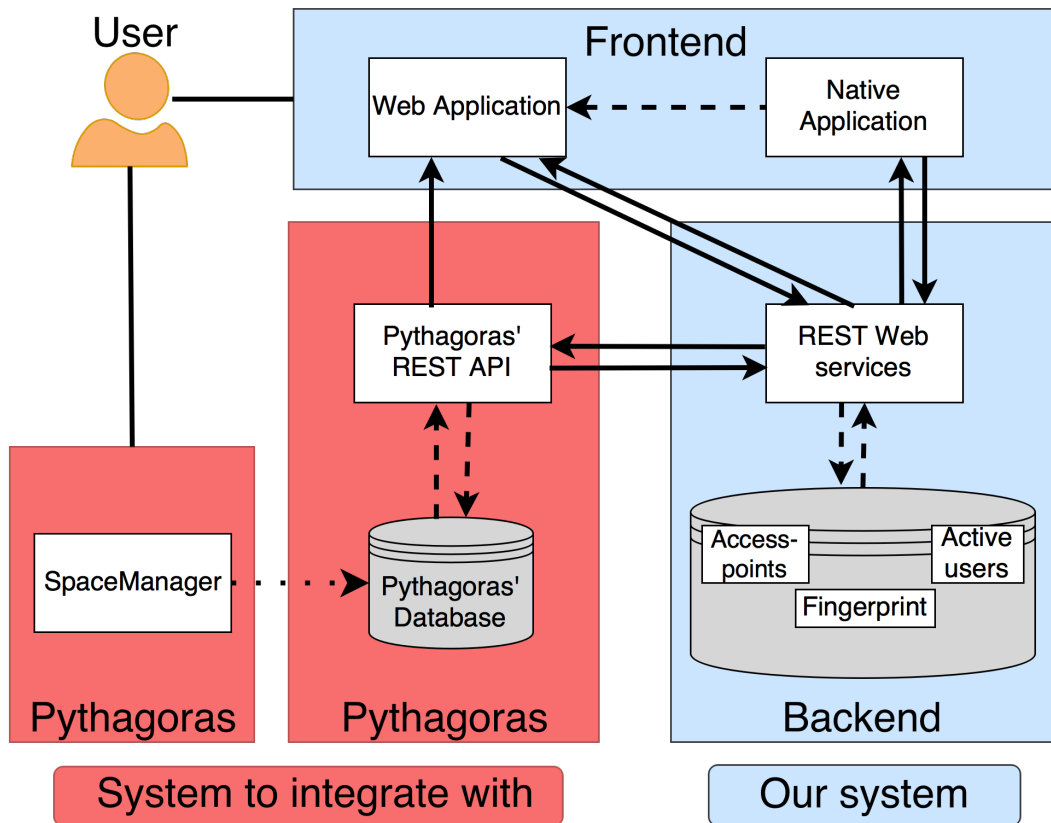 User
Frontend
Web Application
Native
Application
Pythagoras'
REST API
REST Web
services
SpaceManager
Pythagoras'
Database
Access-
points
Active
users
Fingerprint
Pythagoras
Pythagoras
Backend
System to integrate with
Our system